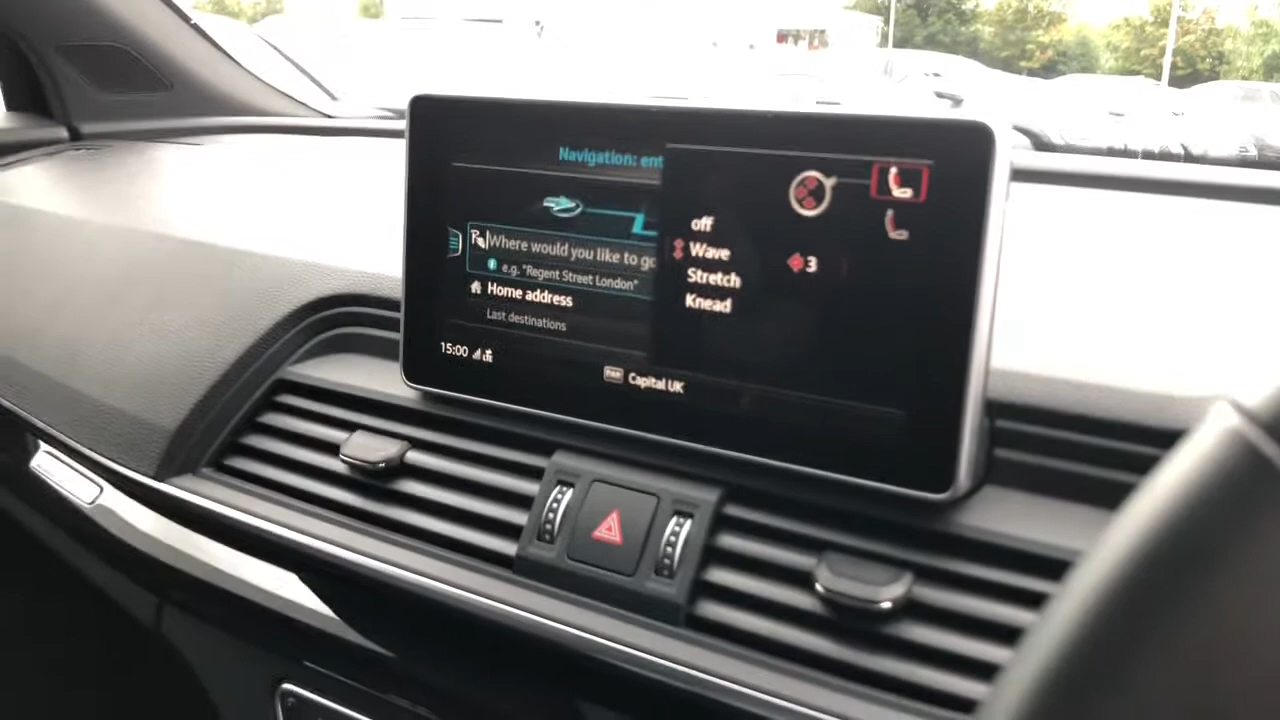 Navigation: ent
Where would you like to go
e.g. "Regent Street London"
Home address
Last destinations
15:00
Capital UK
off
Wave
3
Stretch
Knead